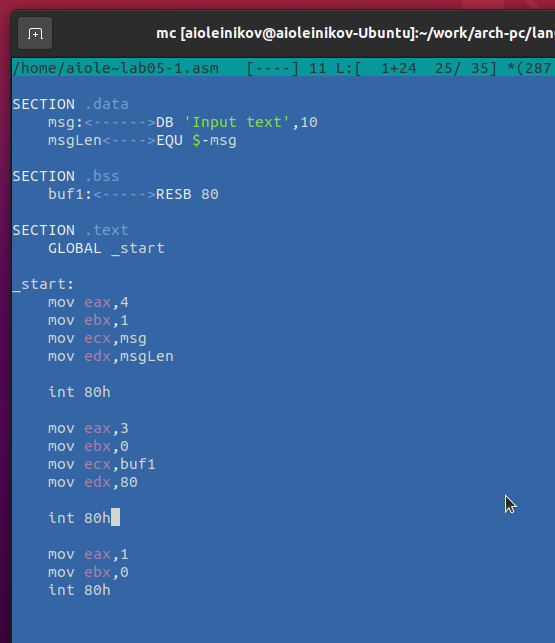 mc [aioleinikov@aioleinikov-Ubuntu]:~/work/arch-pc/lan
/home/aiole~lab05-1.asm   [----] 11 L:[  1+24  25/ 35] *(287
SECTION .data
    msg:<------>DB 'Input text',10
    msgLen<---->EQU $-msg
SECTION .bss
    buf1:<----->RESB 80
SECTION .text
    GLOBAL _start
_start:
    mov eax,4
    mov ebx,1
    mov ecx,msg
    mov edx,msgLen
    int 80h
    mov eax,3
    mov ebx,0
    mov ecx,buf1
    mov edx,80
    int 80h
    mov eax,1
    mov ebx,0
    int 80h